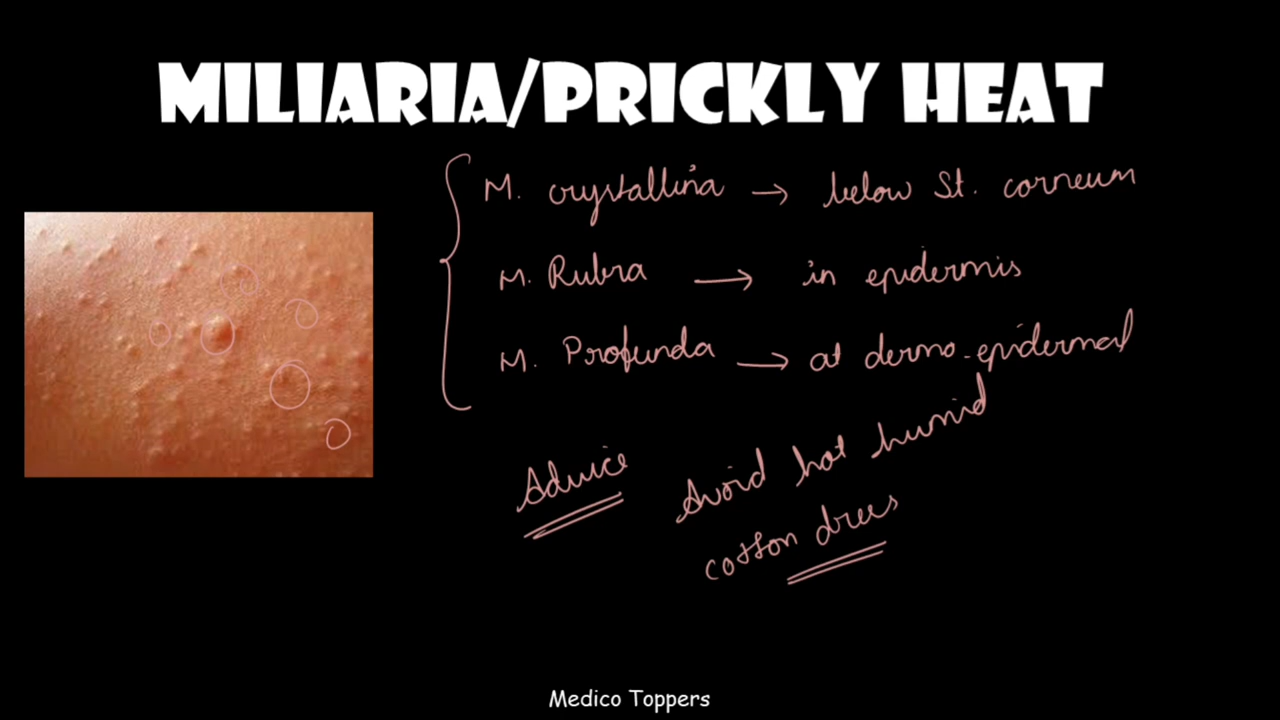 MILIARIA/PRICKLY HEAT
M. crystallina → below St. corneum
M. Rubra → in epidermis
M. Profunda → at dermo-epidermal
Advice Avoid hot humid
cotton dress
Medico Toppers